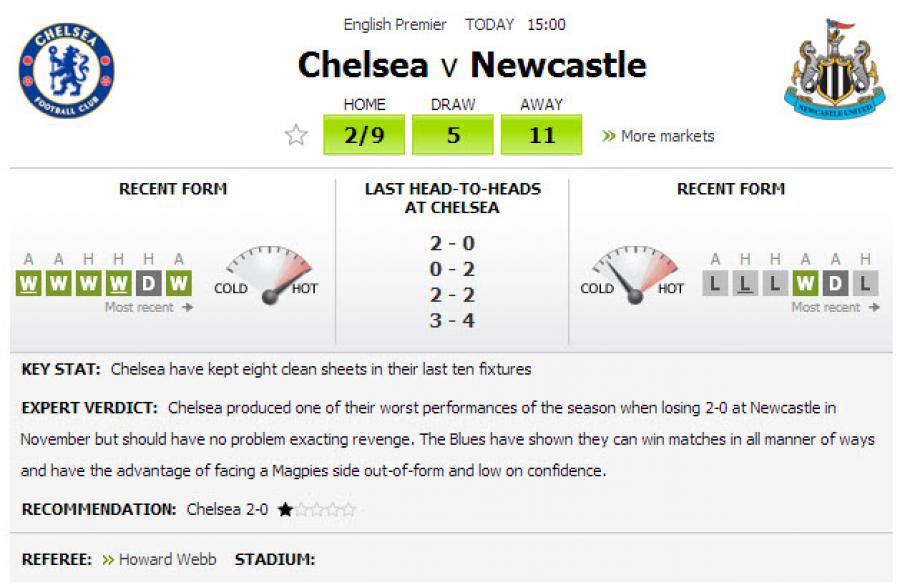 English Premier TODAY 15:00
CHELSEA
FOOTBALL CLUB
Chelsea v Newcastle
NEWCASTLE UNITED
HOME DRAW AWAY
2/9 5 11 » More markets
RECENT FORM
LAST HEAD-TO-HEADS
AT CHELSEA
RECENT FORM
A A H H H A
W W W W D W
Most recent →
COLD HOT
2 - 0
0 - 2
2 - 2
3 - 4
COLD HOT
A H H A A H
L L L W D L
Most recent →
KEY STAT: Chelsea have kept eight clean sheets in their last ten fixtures
EXPERT VERDICT: Chelsea produced one of their worst performances of the season when losing 2-0 at Newcastle in
November but should have no problem exacting revenge. The Blues have shown they can win matches in all manner of ways
and have the advantage of facing a Magpies side out-of-form and low on confidence.
RECOMMENDATION: Chelsea 2-0
REFEREE: » Howard Webb STADIUM: